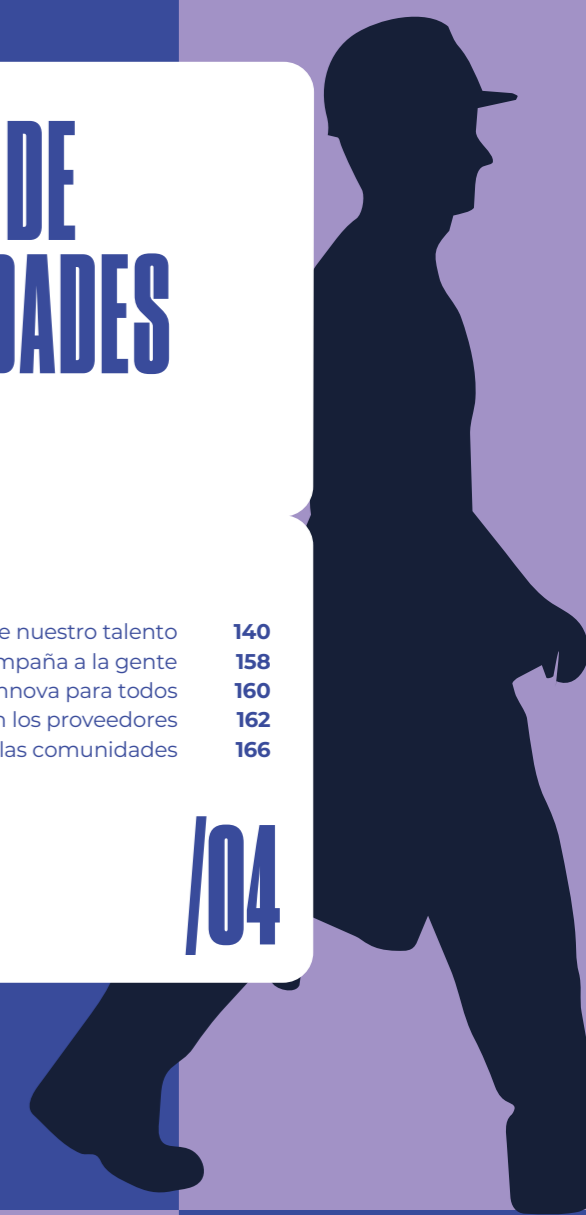 DE
DADES
e nuestro talento 140
mpaña a la gente 158
nnova para todos 160
n los proveedores 162
las comunidades 166
/04